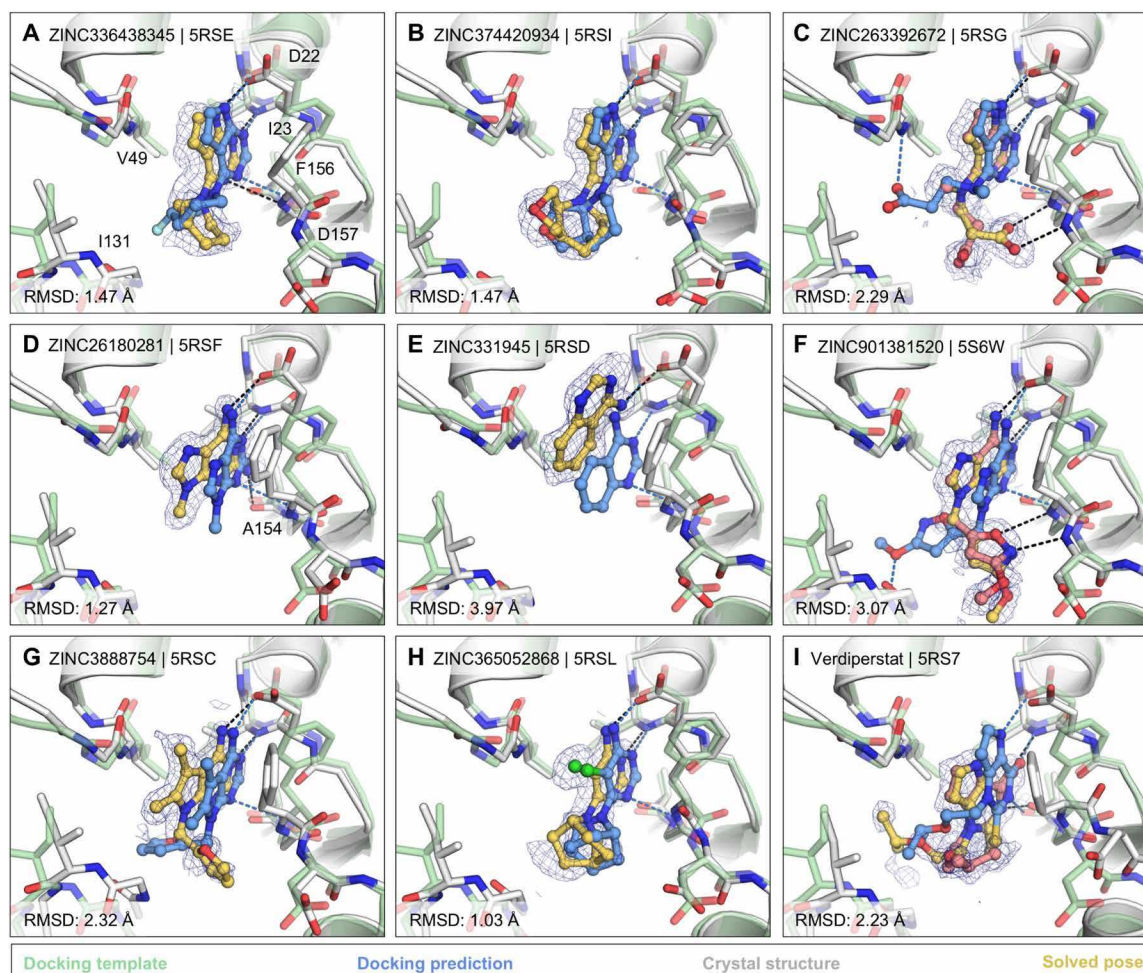 A ZINC336438345 | 5RSE
D22
I23
V49
F156
I131
D157
RMSD: 1.47 Å
B ZINC374420934 | 5RSI
RMSD: 1.47 Å
C ZINC263392672 | 5RSG
RMSD: 2.29 Å
D ZINC26180281 | 5RSF
A154
RMSD: 1.27 Å
E ZINC331945 | 5RSD
RMSD: 3.97 Å
F ZINC901381520 | 5S6W
RMSD: 3.07 Å
G ZINC3888754 | 5RSC
RMSD: 2.32 Å
H ZINC365052868 | 5RSL
RMSD: 1.03 Å
I Verdiperstat | 5RS7
RMSD: 2.23 Å
Docking template Docking prediction Crystal structure Solved pose